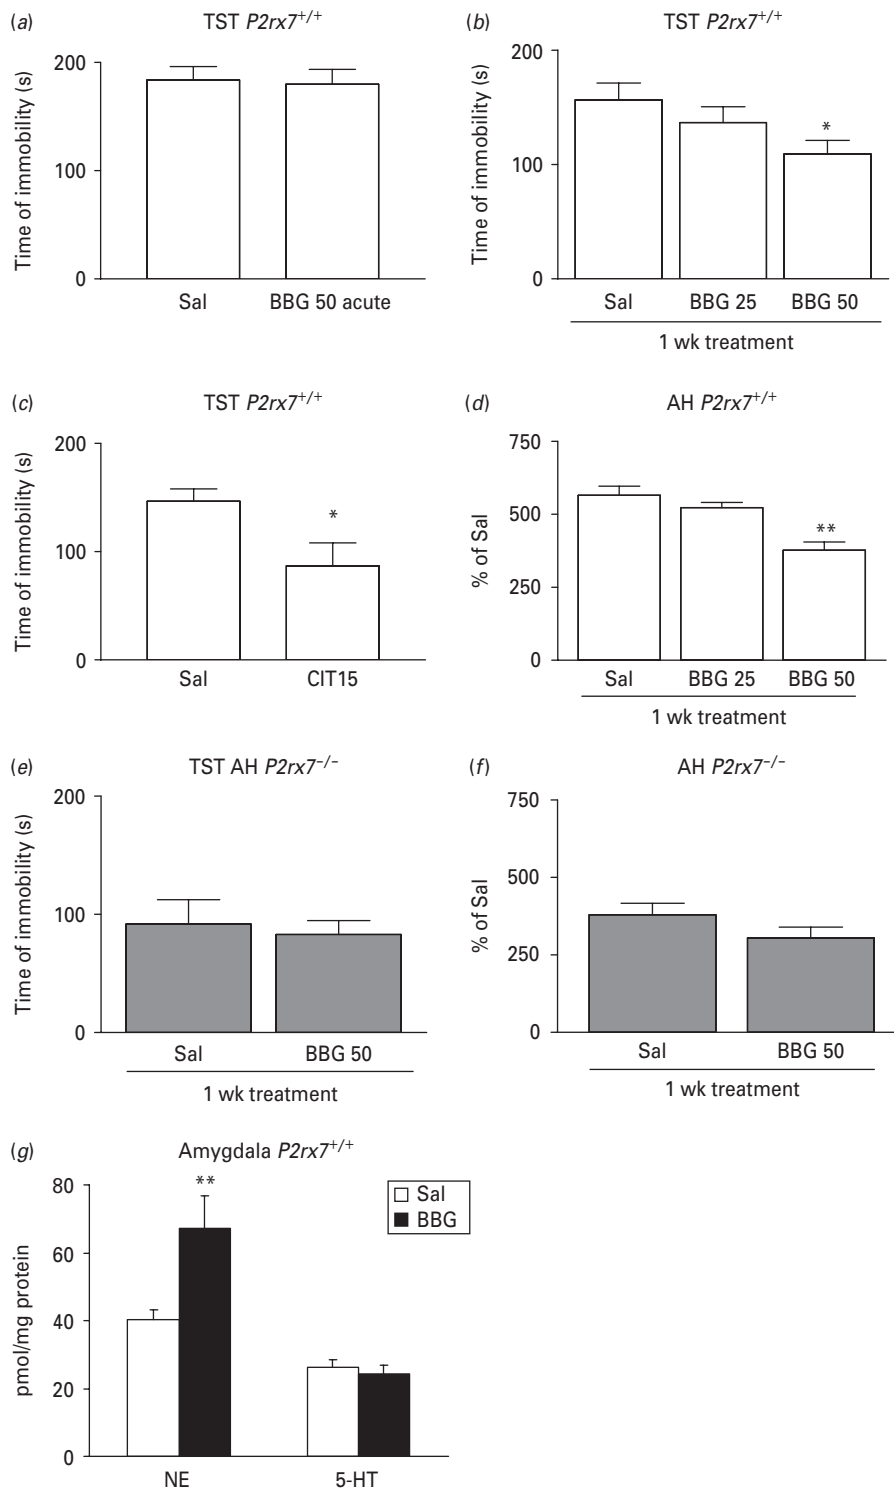 (a) TST P2rx7+/+
Time of immobility (s)
200
100
0
Sal BBG 50 acute
(b) TST P2rx7+/+
Time of immobility (s)
200
100
0
*
Sal BBG 25 BBG 50
1 wk treatment
(c) TST P2rx7+/+
Time of immobility (s)
200
100
0
*
Sal CIT15
(d) AH P2rx7+/+
% of Sal
750
500
250
0
**
Sal BBG 25 BBG 50
1 wk treatment
(e) TST AH P2rx7−/−
Time of immobility (s)
200
100
0
Sal BBG 50
1 wk treatment
(f) AH P2rx7−/−
% of Sal
750
500
250
0
Sal BBG 50
1 wk treatment
(g) Amygdala P2rx7+/+
pmol/mg protein
80
60
40
20
0
**
Sal
BBG
NE 5-HT